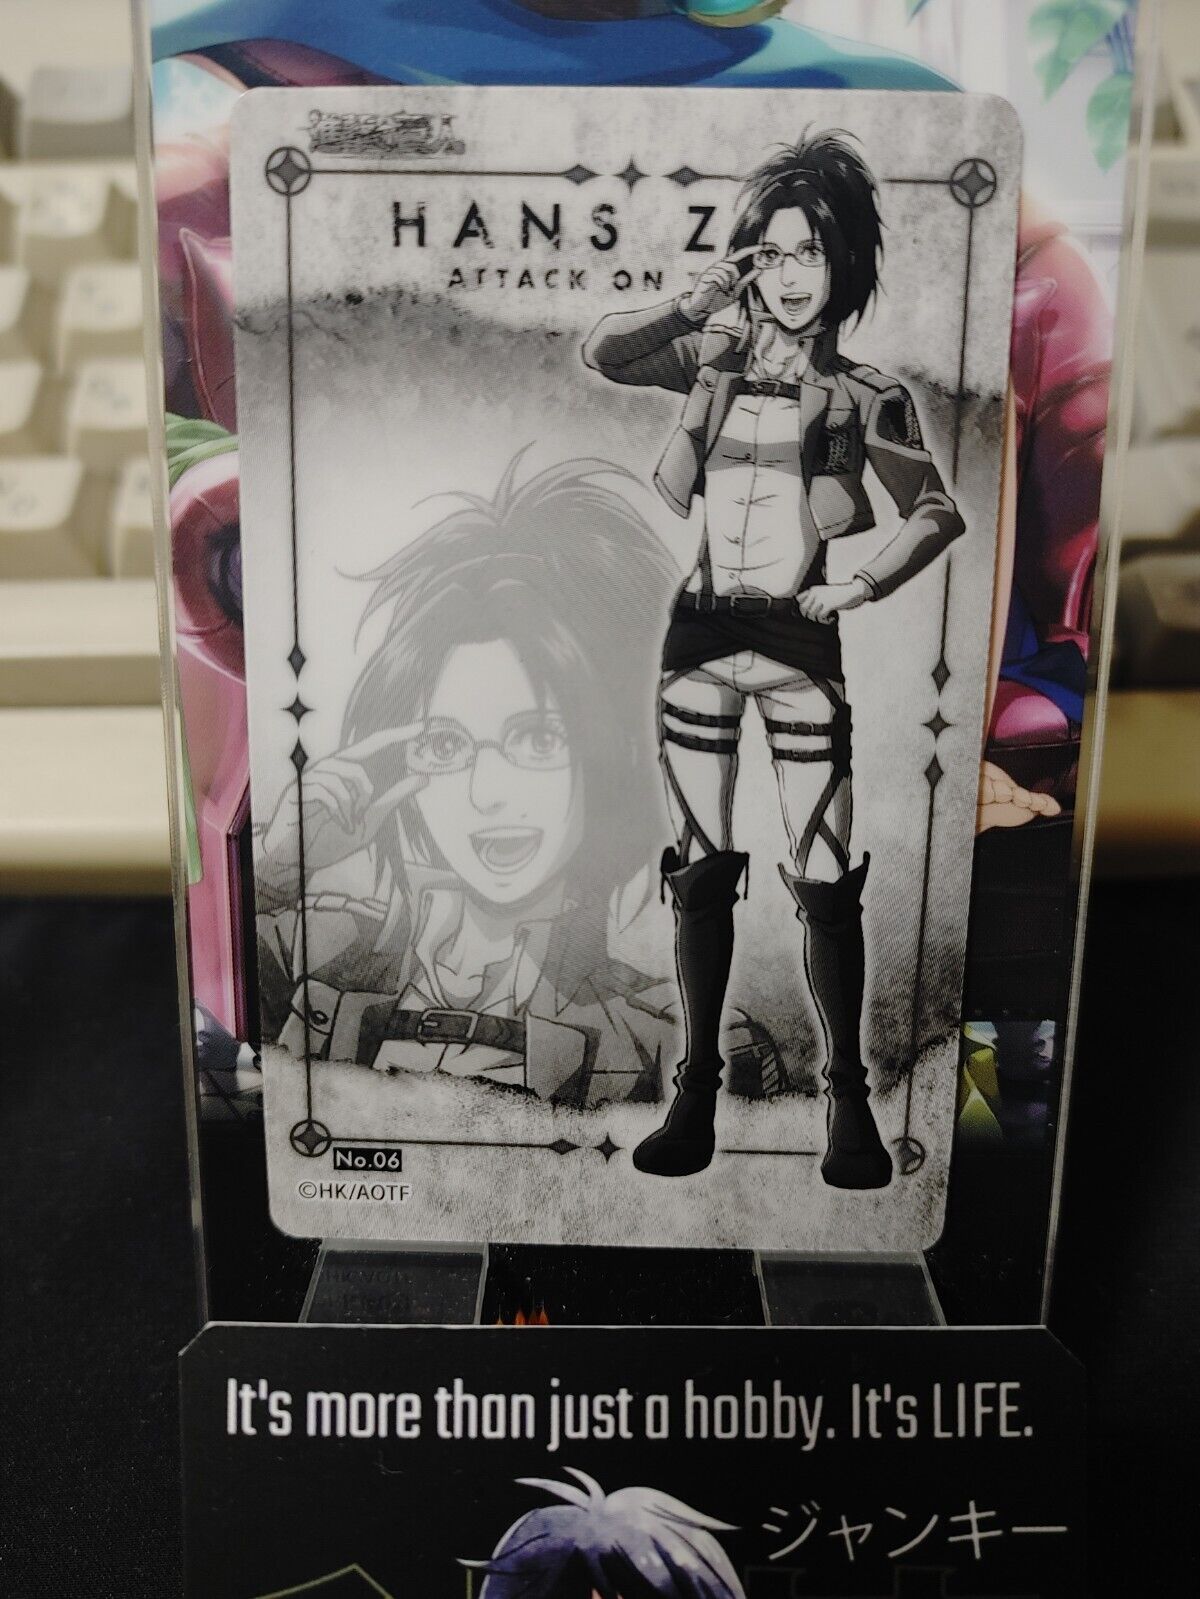 HANS Z
ATTACK ON T
No.06
©HK/AOTF
It's more than just a hobby. It's LIFE.
ジャンキー